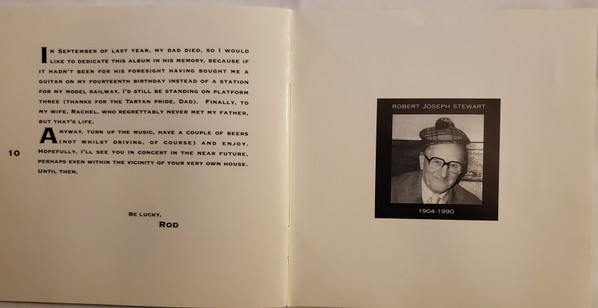 IN SEPTEMBER OF LAST YEAR, MY DAD DIED, SO I WOULD
LIKE TO DEDICATE THIS ALBUM IN HIS MEMORY, BECAUSE IF
IT HADN'T BEEN FOR HIS FORESIGHT HAVING BOUGHT ME A
GUITAR ON MY FOURTEENTH BIRTHDAY INSTEAD OF A STATION
FOR MY MODEL RAILWAY, I'D STILL BE STANDING ON PLATFORM
THREE (THANKS FOR THE TARTAN PRIDE, DAD). FINALLY, TO
MY WIFE, RACHEL, WHO REGRETTABLY NEVER MET MY FATHER,
BUT THAT'S LIFE.
ANYWAY, TURN UP THE MUSIC, HAVE A COUPLE OF BEERS
(NOT WHILST DRIVING, OF COURSE) AND ENJOY.
HOPEFULLY, I'LL SEE YOU IN CONCERT IN THE NEAR FUTURE,
PERHAPS EVEN WITHIN THE VICINITY OF YOUR VERY OWN HOUSE.
UNTIL THEN,
BE LUCKY,
ROD
10
ROBERT JOSEPH STEWART
1904-1990